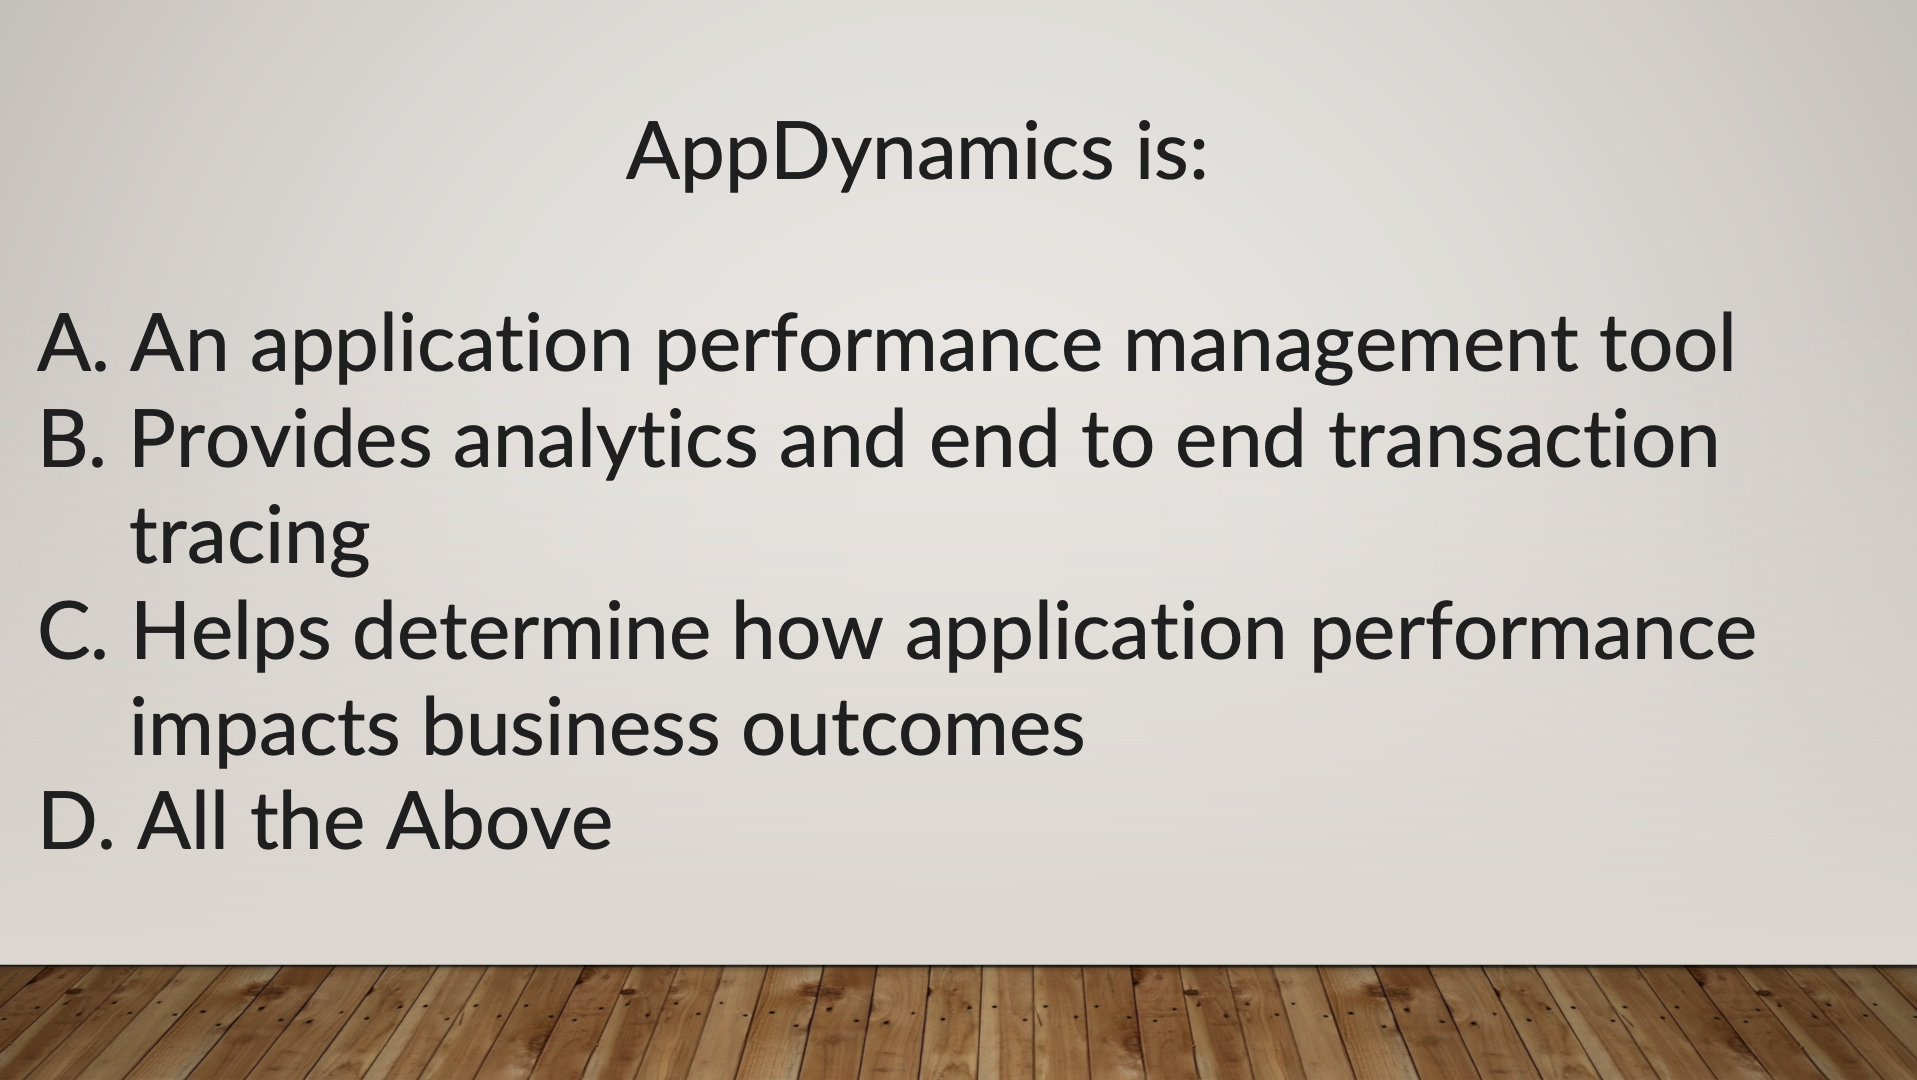 AppDynamics is:
A. An application performance management tool
B. Provides analytics and end to end transaction
tracing
C. Helps determine how application performance
impacts business outcomes
D. All the Above